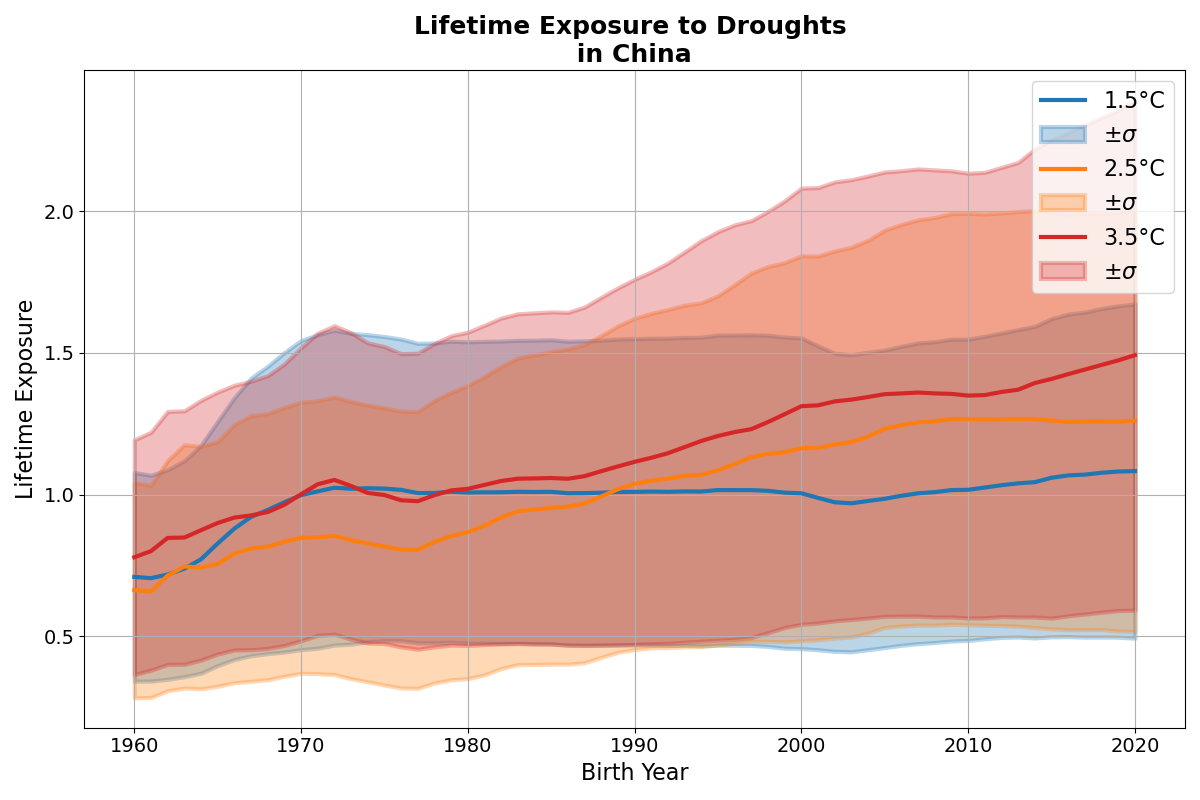 Lifetime Exposure to Droughts
in China
1.5°C
±σ
2.5°C
±σ
3.5°C
±σ
Lifetime Exposure
2.0
1.5
1.0
0.5
1960 1970 1980 1990 2000 2010 2020
Birth Year